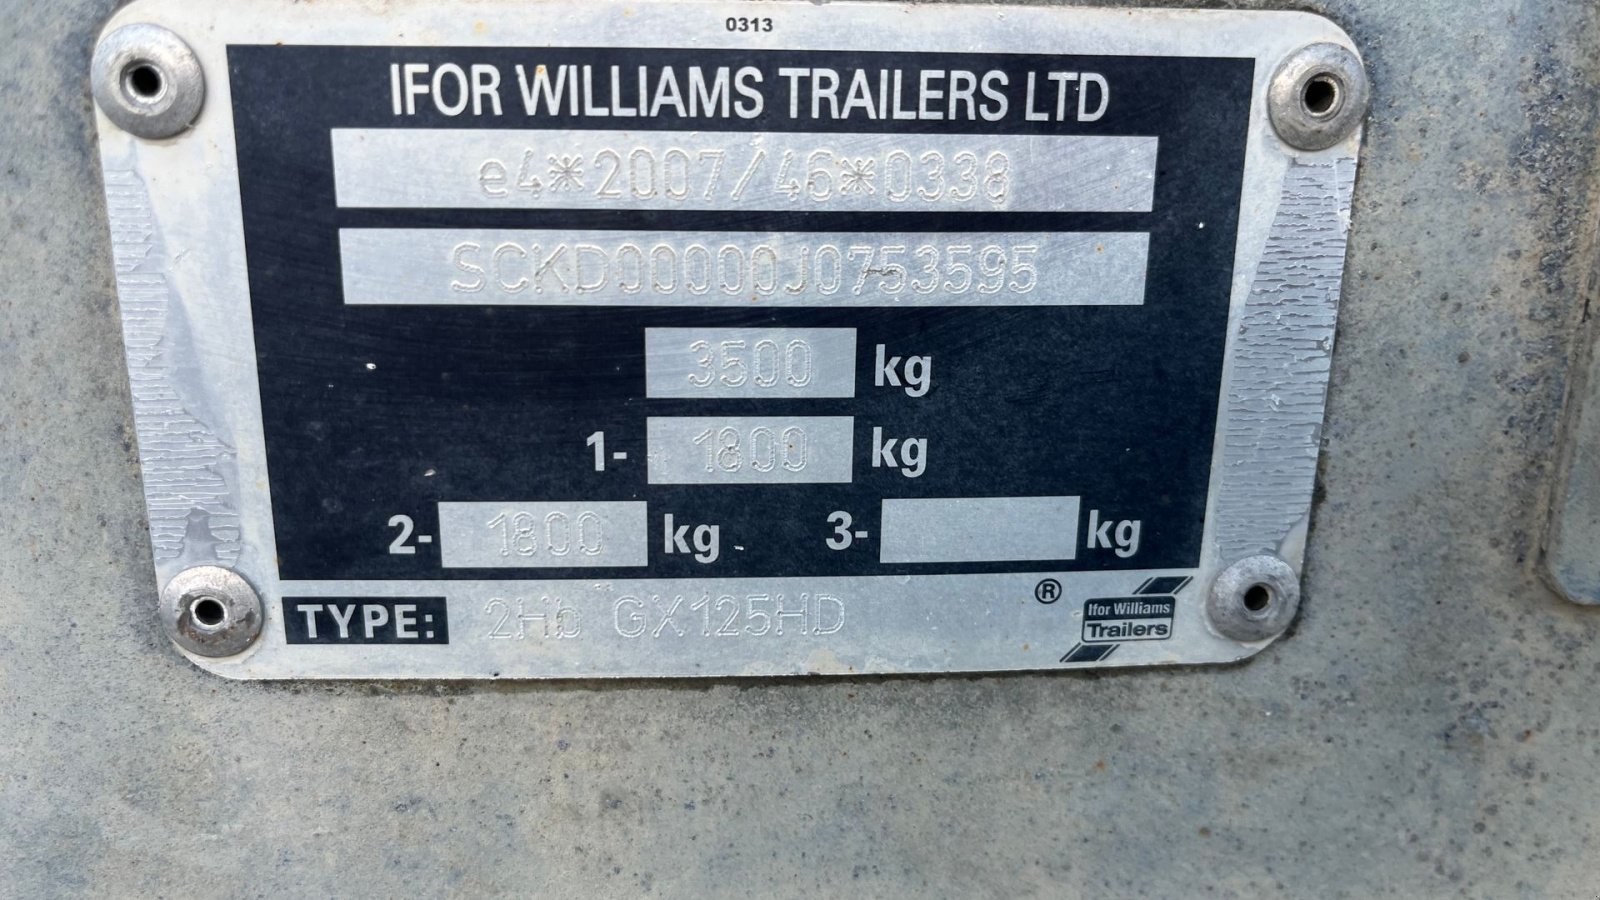 0313
IFOR WILLIAMS TRAILERS LTD
e4*2007/46*0338
SCKD00000J0753595
3500 kg
1- 1800 kg
2- 1800 kg 3- kg
TYPE: 2Hb GX125HD ®
Ifor Williams
Trailers